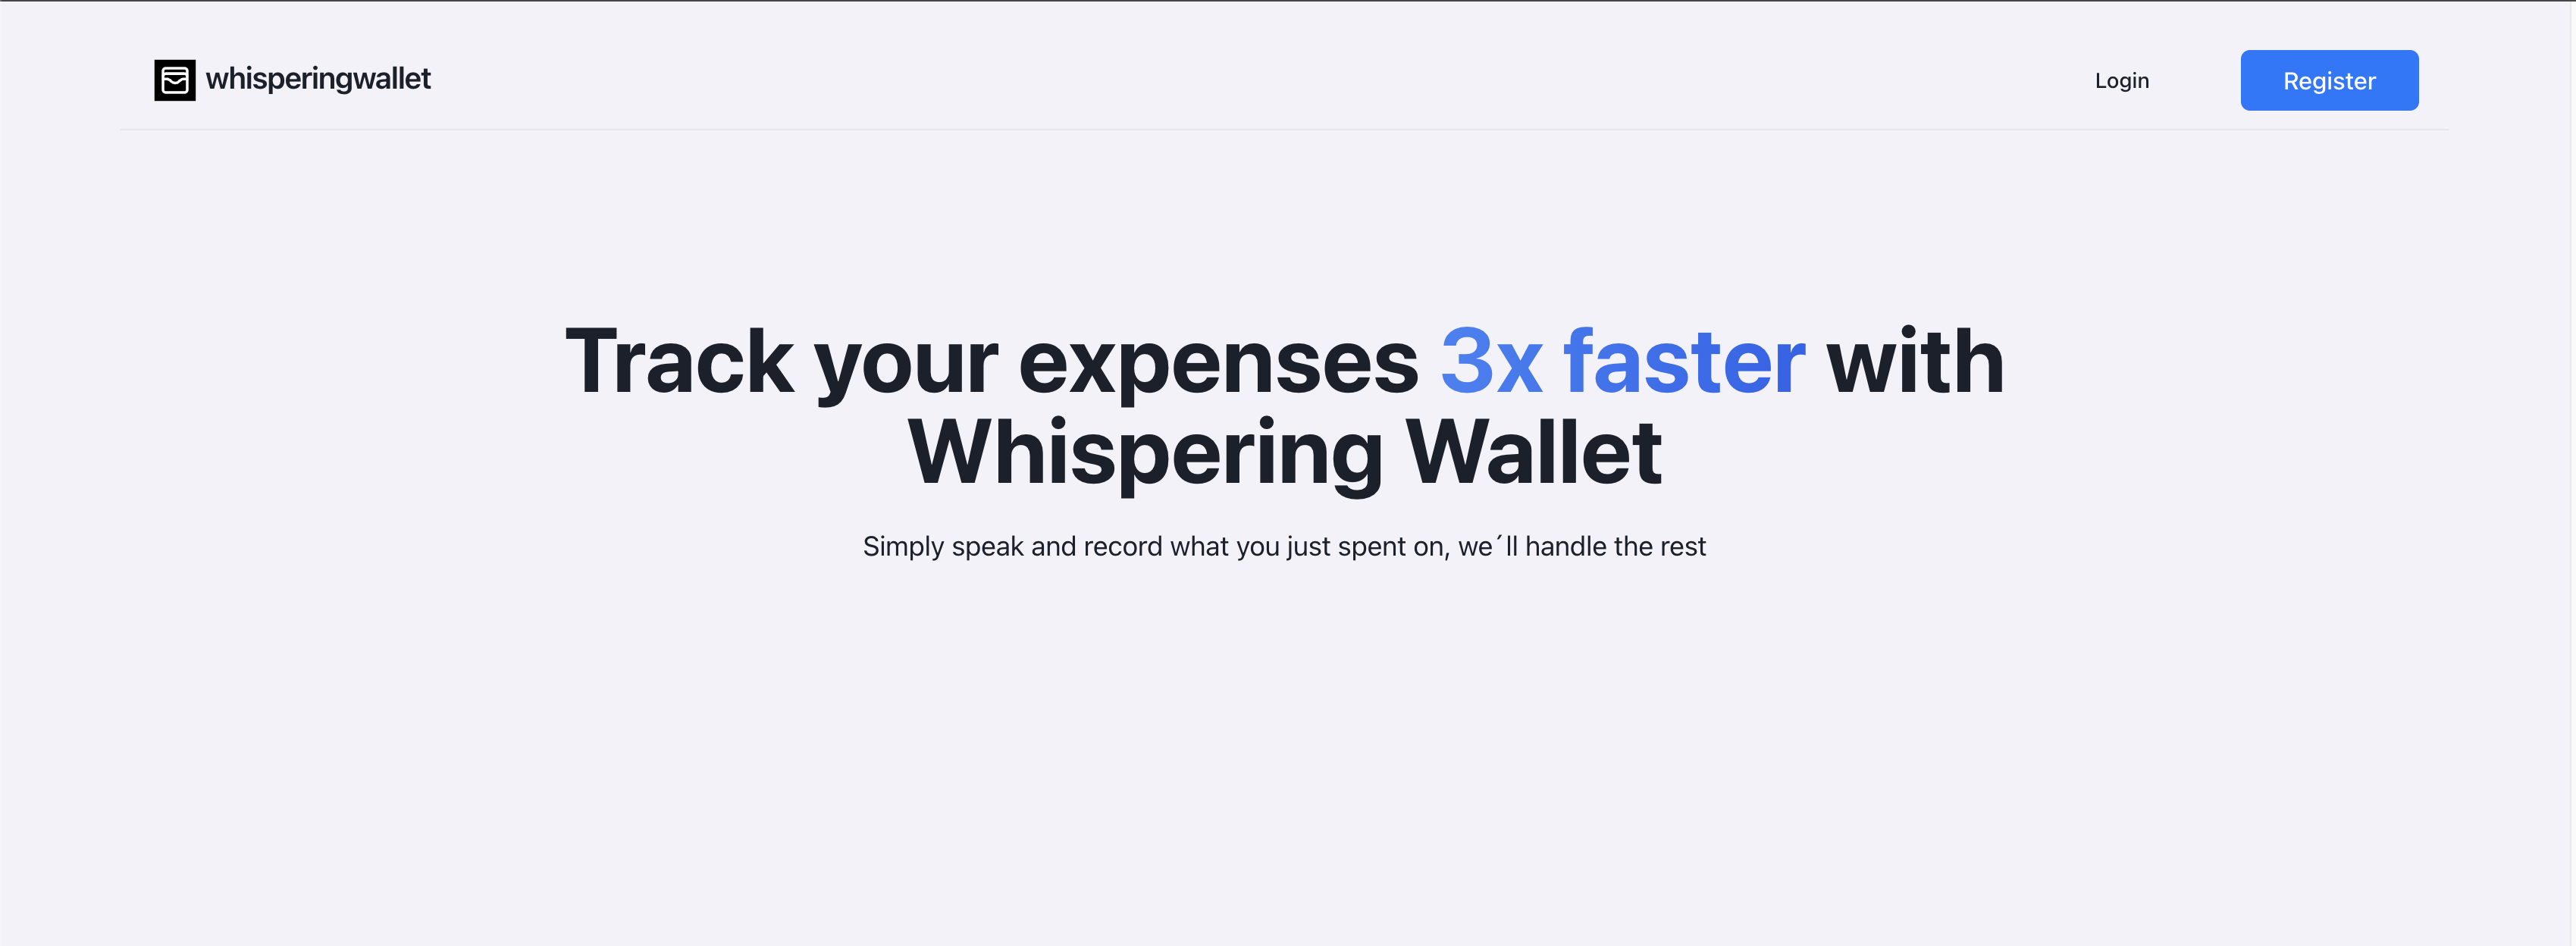 whisperingwallet
Login
Register
Track your expenses 3x faster with
Whispering Wallet
Simply speak and record what you just spent on, we´ll handle the rest